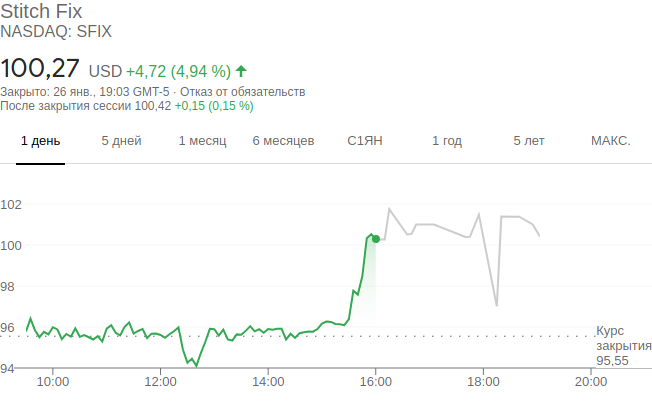 Stitch Fix
NASDAQ: SFIX
100,27 USD +4,72 (4,94 %)
Закрыто: 26 янв., 19:03 GMT-5 · Отказ от обязательств
После закрытия сессии 100,42 +0,15 (0,15 %)
1 день 5 дней 1 месяц 6 месяцев С1ЯН 1 год 5 лет МАКС.
102
100
98
96
Курс
закрытия
95,55
94
10:00 12:00 14:00 16:00 18:00 20:00